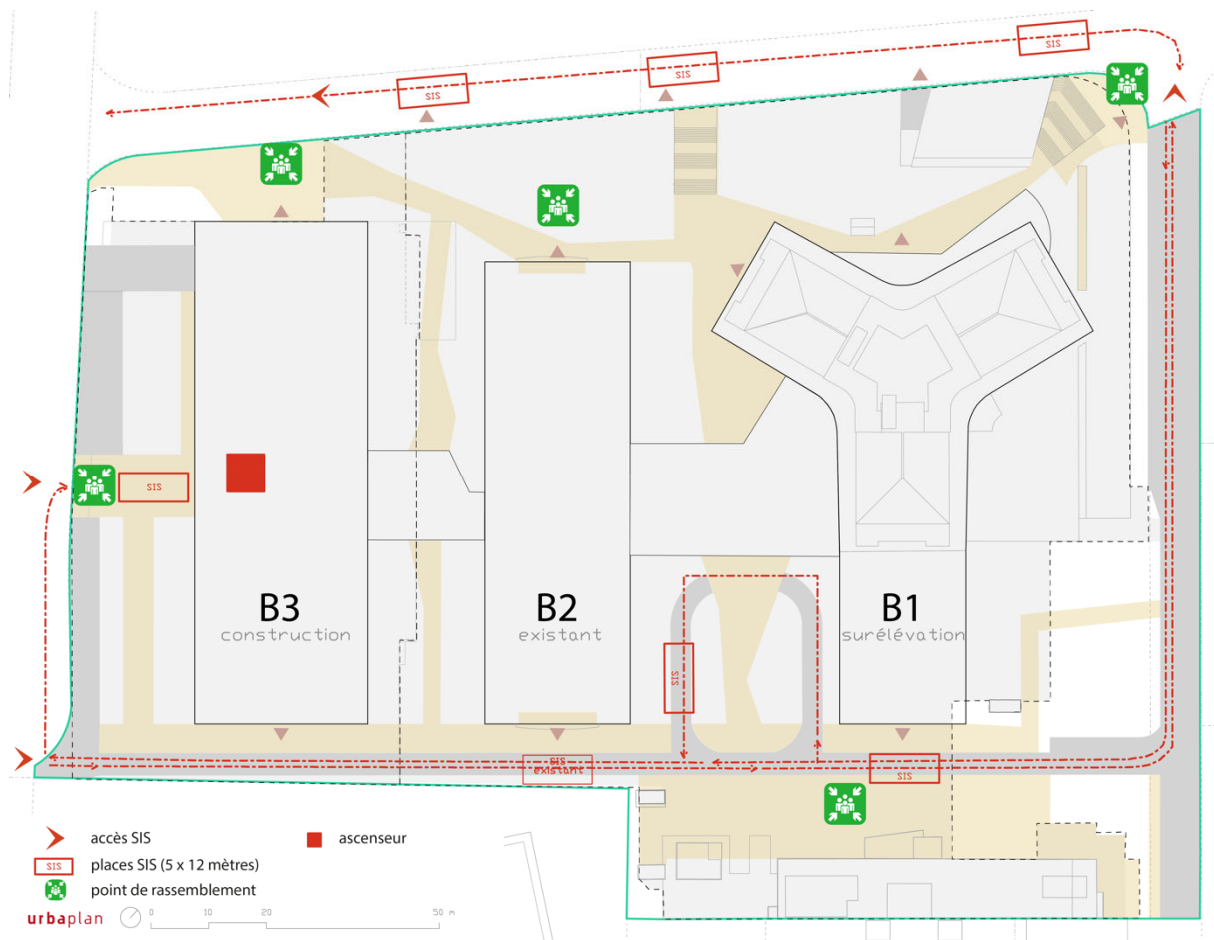 SIS
SIS
SIS
SIS
B3
construction
B2
existant
B1
surélévation
SIS
SIS
existant
SIS
accès SIS
ascenseur
SIS
places SIS (5 x 12 mètres)
point de rassemblement
urbaplan
0 10 20 50 m